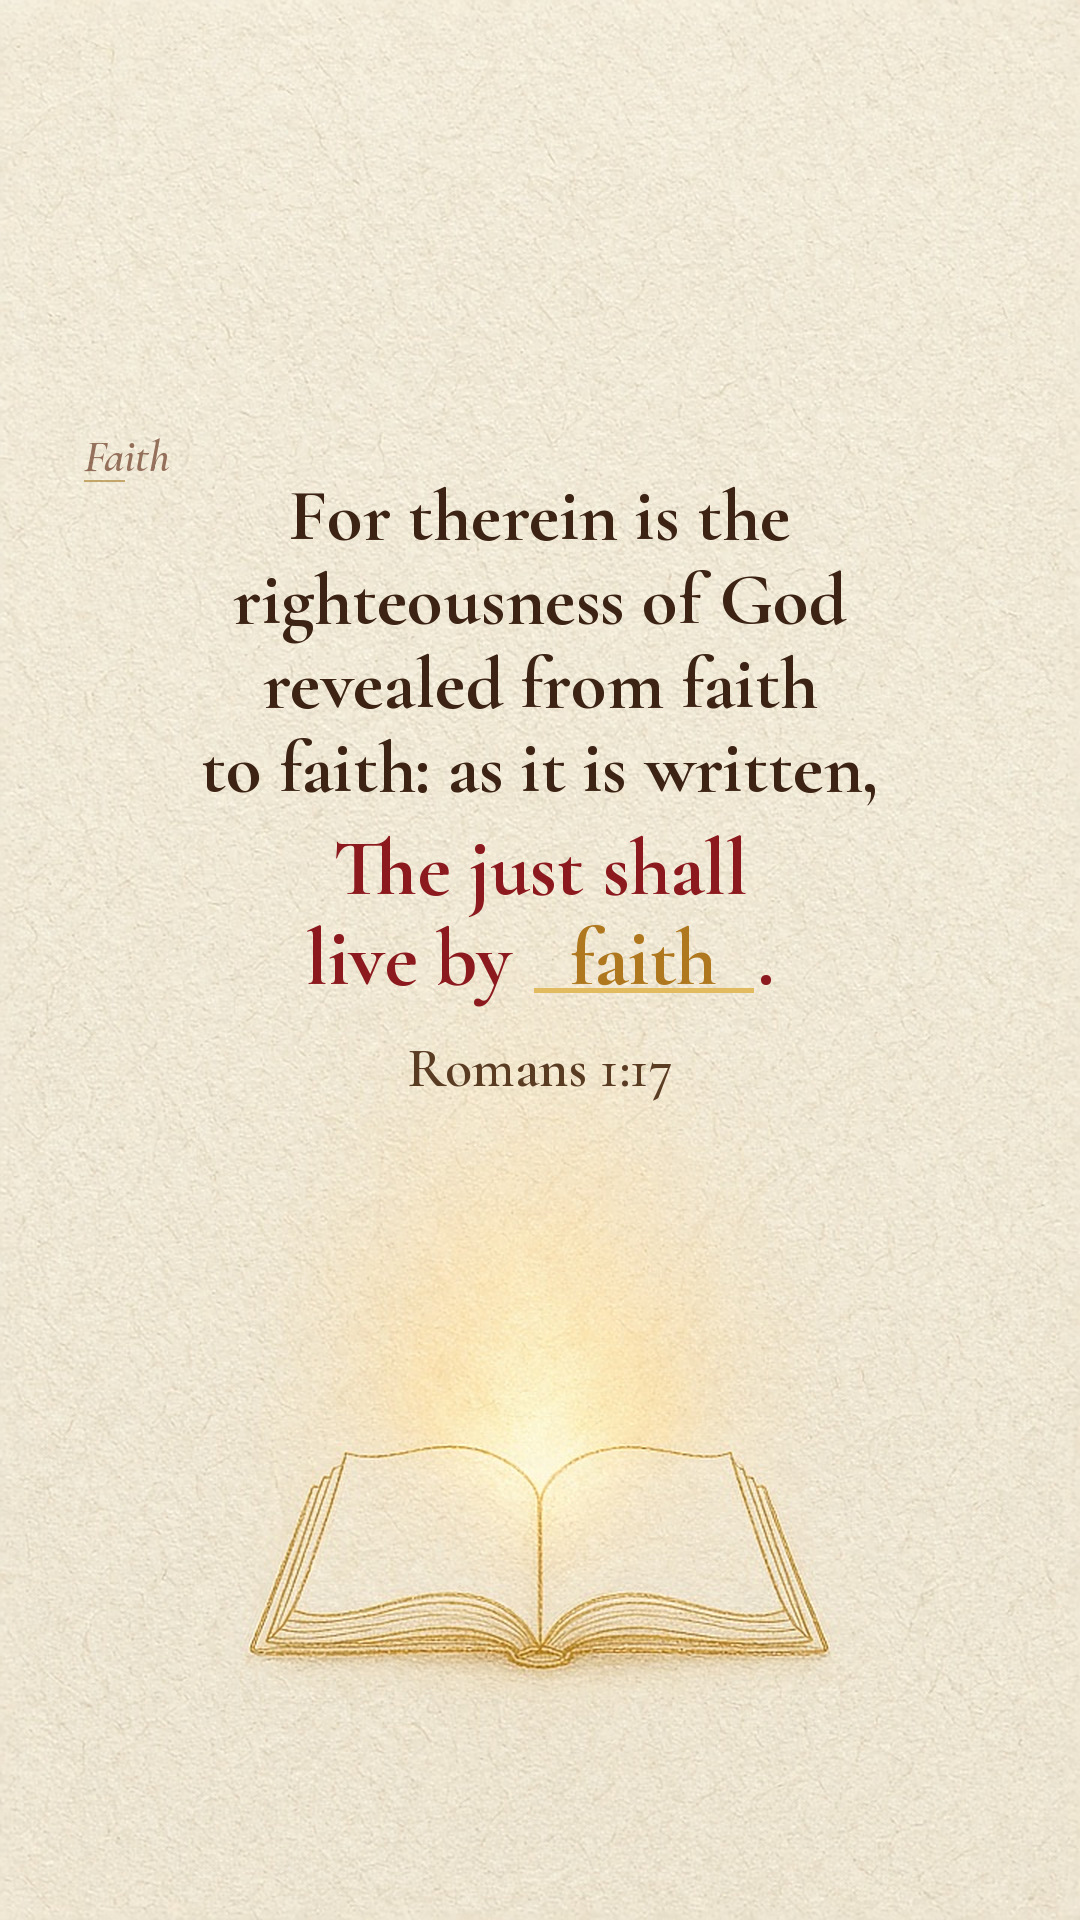 Faith
For therein is the
righteousness of God
revealed from faith
to faith: as it is written,
The just shall
live by faith.
Romans 1:17